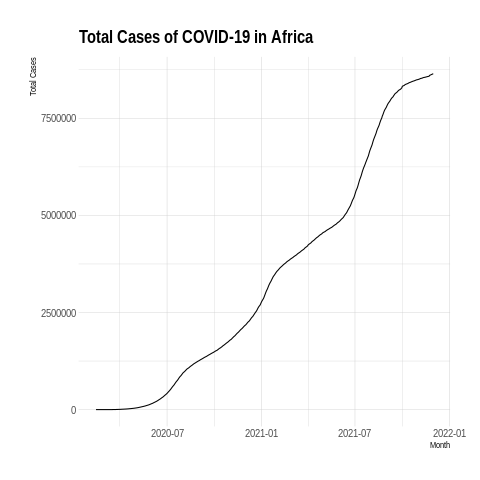 Total Cases of COVID-19 in Africa
Total Cases
7500000
5000000
2500000
0
2020-07
2021-01
2021-07
2022-01
Month